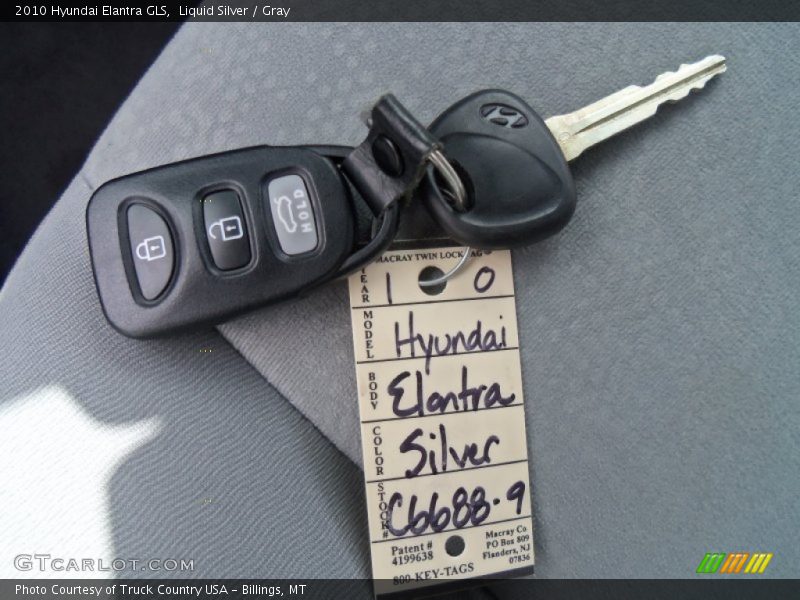 2010 Hyundai Elantra GLS,  Liquid Silver / Gray
HOLD
MACRAY TWIN LOCK TAG
YEAR 1 0
MODEL Hyundai
BODY Elantra
COLOR Silver
STOCK# C6688-9
Patent #
4199638
Macray Co
PO Box 809
Flanders, NJ
07836
800-KEY-TAGS
GTCarLot.com
Photo Courtesy of Truck Country USA – Billings, MT